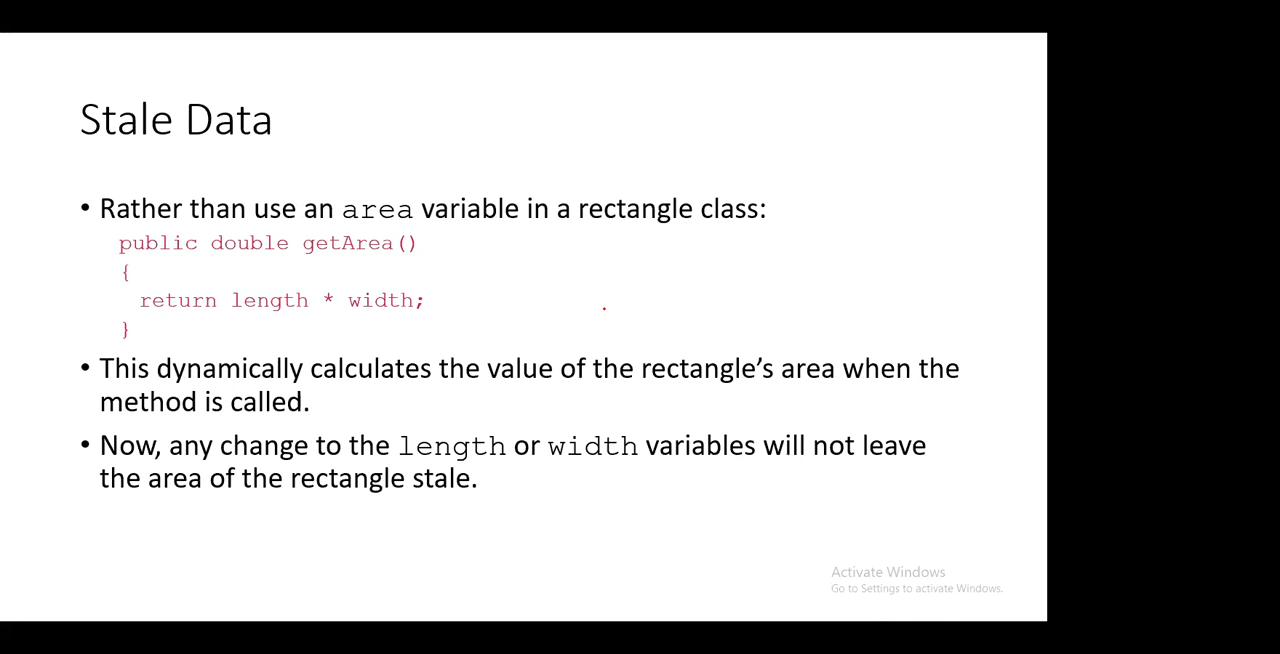 Stale Data
• Rather than use an area variable in a rectangle class:
public double getArea()
{
return length * width;
}
• This dynamically calculates the value of the rectangle’s area when the
method is called.
• Now, any change to the length or width variables will not leave
the area of the rectangle stale.
Activate Windows
Go to Settings to activate Windows.